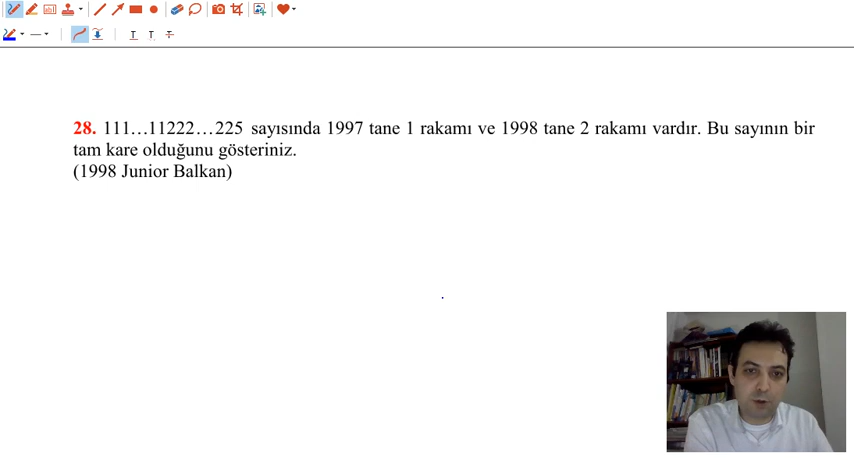 28. 111…11222…225 sayısında 1997 tane 1 rakamı ve 1998 tane 2 rakamı vardır. Bu sayının bir
tam kare olduğunu gösteriniz.
(1998 Junior Balkan)